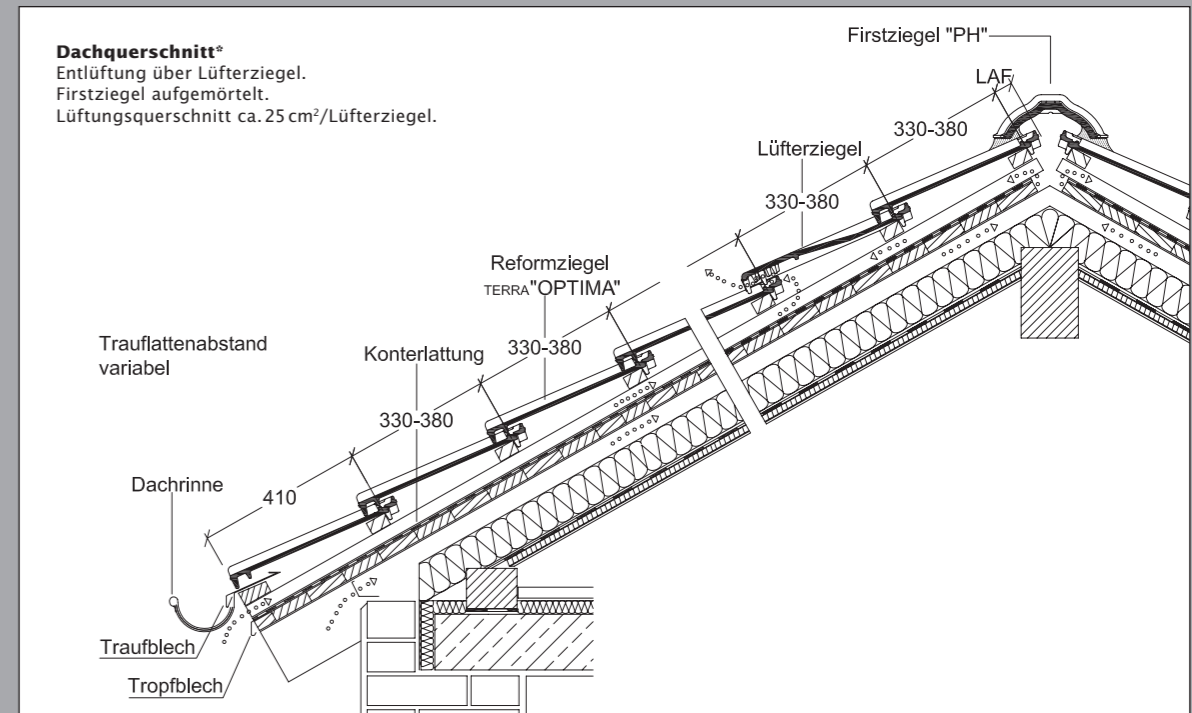 Dachquerschnitt*
Entlüftung über Lüfterziegel.
Firstziegel aufgemörtelt.
Lüftungsquerschnitt ca. 25 cm²/Lüfterziegel.
Firstziegel "PH"
LAF
330-380
Lüfterziegel
330-380
Reformziegel
TERRA "OPTIMA"
330-380
Trauflattenabstand
variabel
Konterlattung
330-380
Dachrinne
410
Traufblech
Tropfblech